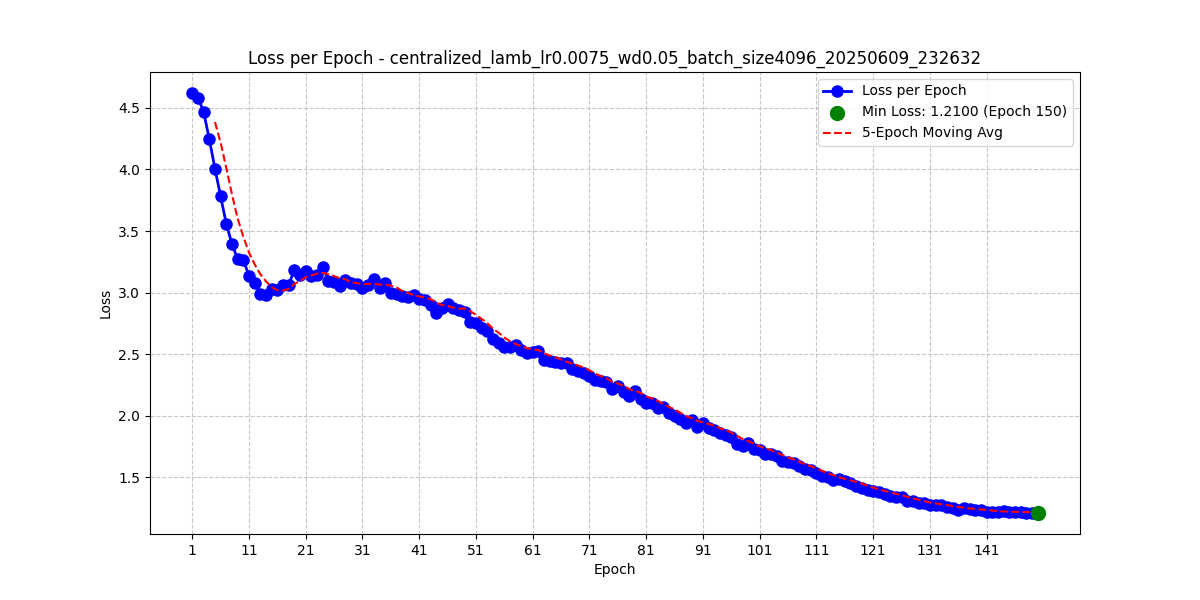 Loss per Epoch - centralized_lamb_lr0.0075_wd0.05_batch_size4096_20250609_232632
Loss per Epoch
Min Loss: 1.2100 (Epoch 150)
5-Epoch Moving Avg
Loss
4.5
4.0
3.5
3.0
2.5
2.0
1.5
1 11 21 31 41 51 61 71 81 91 101 111 121 131 141
Epoch